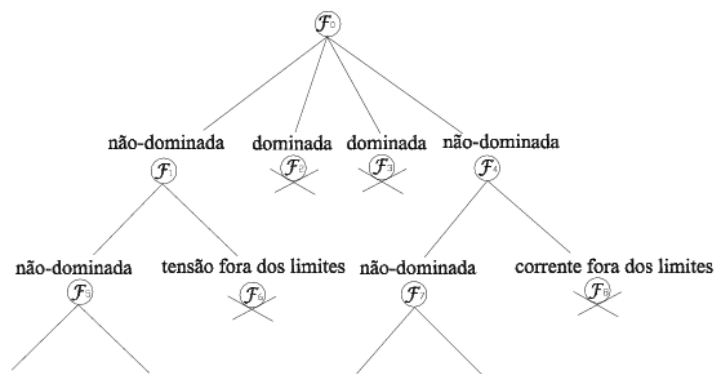 F₀
não-dominada dominada dominada não-dominada
F₁ F₂ F₃ F₄
não-dominada tensão fora dos limites não-dominada corrente fora dos limites
F₅ F₆ F₇ F₈